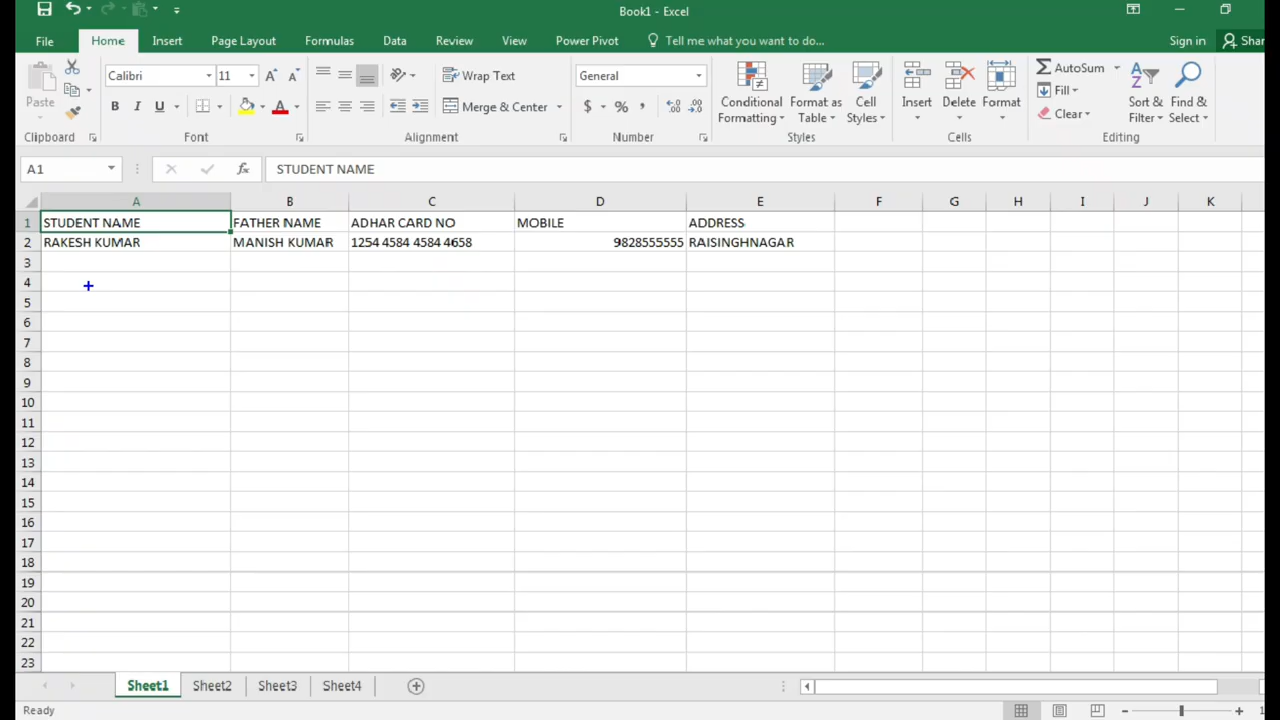 Book1 - Excel
File Home Insert Page Layout Formulas Data Review View Power Pivot Tell me what you want to do... Sign in Shar
Calibri 11 Wrap Text General AutoSum
Paste B I U Merge & Center $ % , Conditional Formatting Format as Table Cell Styles Insert Delete Format Fill Clear Sort & Filter Find & Select
Clipboard Font Alignment Number Styles Cells Editing
A1 fx STUDENT NAME
A B C D E F G H I J K
1 STUDENT NAME FATHER NAME ADHAR CARD NO MOBILE ADDRESS
2 RAKESH KUMAR MANISH KUMAR 1254 4584 4584 4658 9828555555 RAISINGHNAGAR
3
4
5
6
7
8
9
10
11
12
13
14
15
16
17
18
19
20
21
22
23
Sheet1 Sheet2 Sheet3 Sheet4
Ready